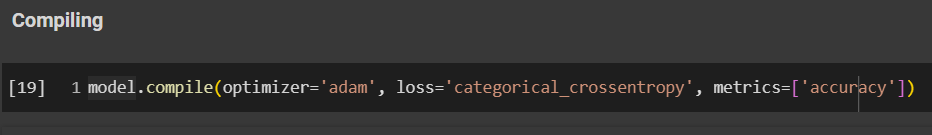 Compiling
[19] 1 model.compile(optimizer='adam', loss='categorical_crossentropy', metrics=['accuracy'])